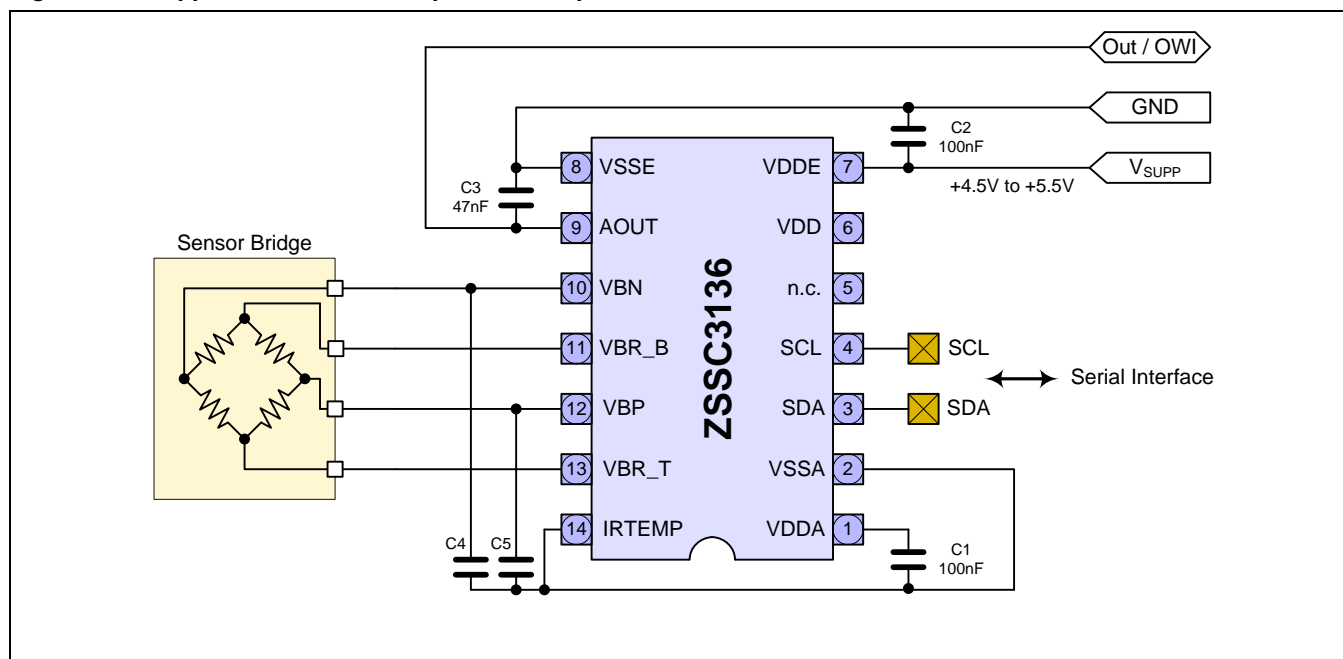 Out / OWI
GND
C2
100nF
8 VSSE
VDDE 7
V_SUPP
+4.5V to +5.5V
C3
47nF
9 AOUT
VDD 6
Sensor Bridge
10 VBN
n.c. 5
ZSSC3136
11 VBR_B
SCL 4
SCL
Serial Interface
12 VBP
SDA 3
SDA
13 VBR_T
VSSA 2
14 IRTEMP
VDDA 1
C4
C5
C1
100nF